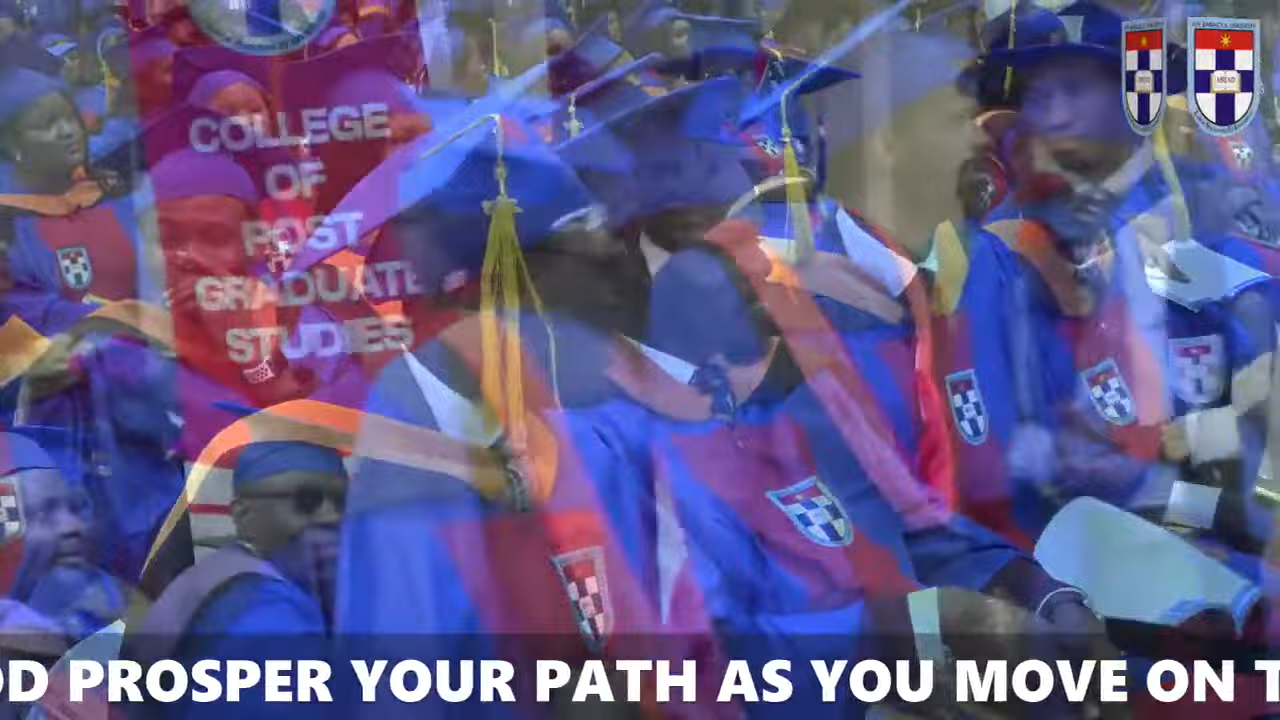 COLLEGE
OF
POST
GRADUATE
STUDIES
PROSPER YOUR PATH AS YOU MOVE ON